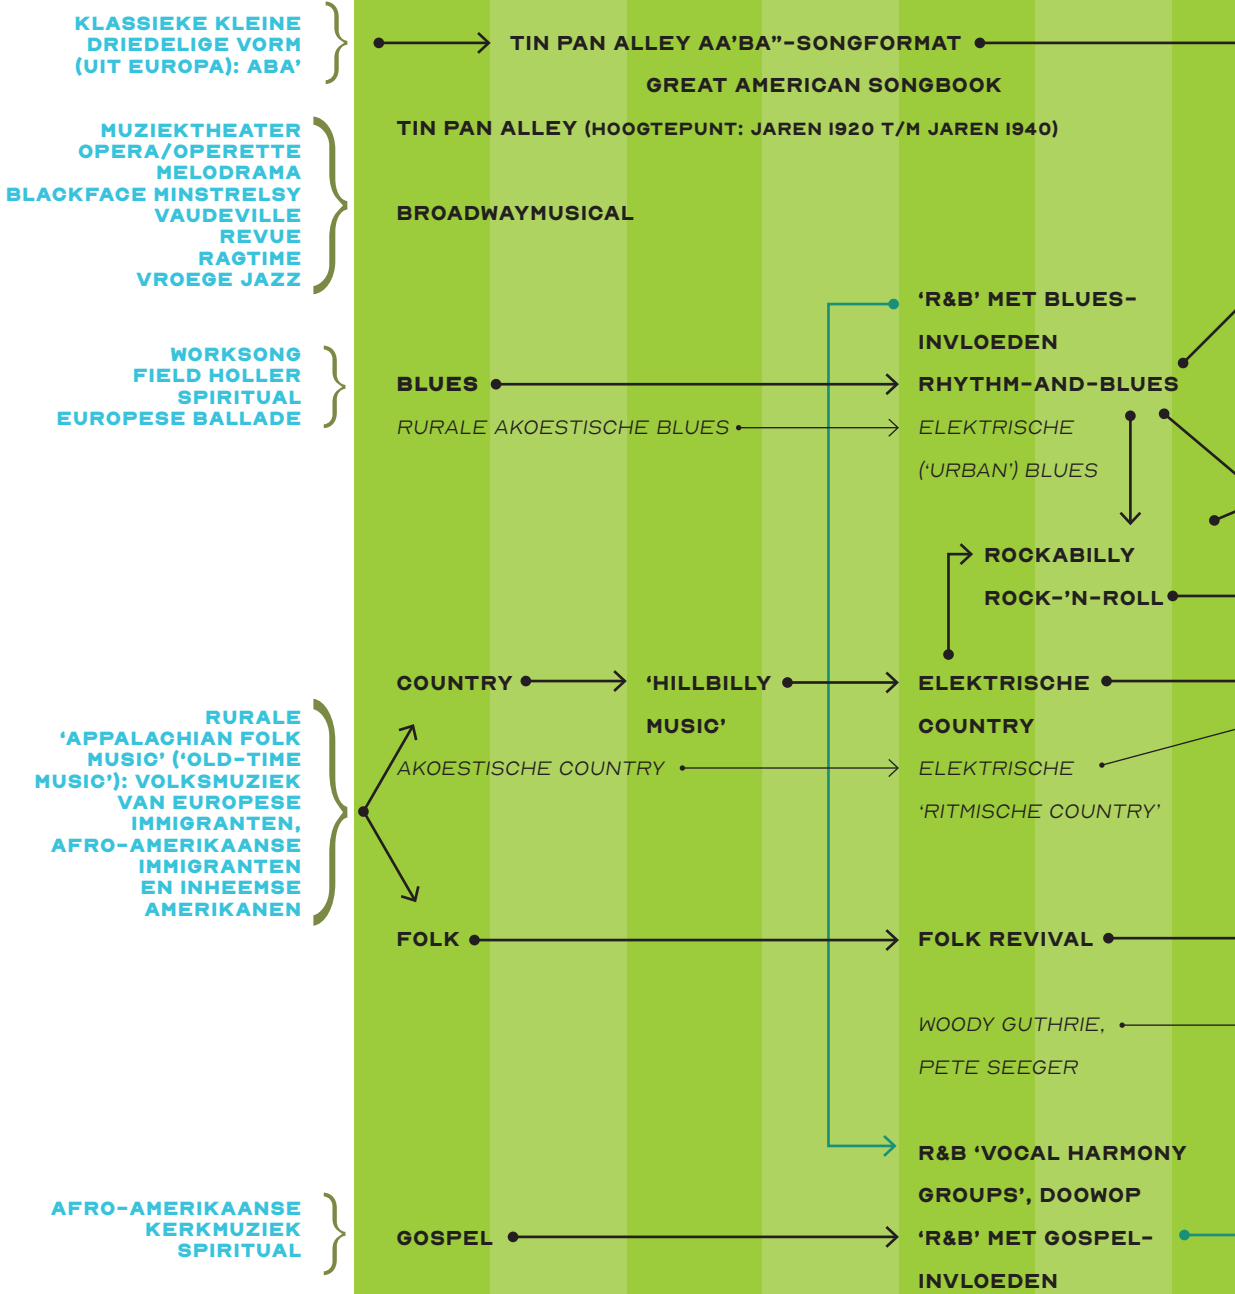 KLASSIEKE KLEINE
DRIEDELIGE VORM
(UIT EUROPA): ABA’
TIN PAN ALLEY AA’BA”-SONGFORMAT
GREAT AMERICAN SONGBOOK
TIN PAN ALLEY (HOOGTEPUNT: JAREN 1920 T/M JAREN 1940)
MUZIEKTHEATER
OPERA/OPERETTE
MELODRAMA
BLACKFACE MINSTRELSY
VAUDEVILLE
REVUE
RAGTIME
VROEGE JAZZ
BROADWAYMUSICAL
‘R&B’ MET BLUES-
INVLOEDEN
WORKSONG
FIELD HOLLER
SPIRITUAL
EUROPESE BALLADE
BLUES
RHYTHM-AND-BLUES
RURALE AKOESTISCHE BLUES
ELEKTRISCHE
(‘URBAN’) BLUES
ROCKABILLY
ROCK-’N-ROLL
COUNTRY
‘HILLBILLY
MUSIC’
ELEKTRISCHE
COUNTRY
RURALE
‘APPALACHIAN FOLK
MUSIC’ (‘OLD-TIME
MUSIC’): VOLKSMUZIEK
VAN EUROPESE
IMMIGRANTEN,
AFRO-AMERIKAANSE
IMMIGRANTEN
EN INHEEMSE
AMERIKANEN
AKOESTISCHE COUNTRY
ELEKTRISCHE
‘RITMISCHE COUNTRY’
FOLK
FOLK REVIVAL
WOODY GUTHRIE,
PETE SEEGER
R&B ‘VOCAL HARMONY
GROUPS’, DOOWOP
AFRO-AMERIKAANSE
KERKMUZIEK
SPIRITUAL
GOSPEL
‘R&B’ MET GOSPEL-
INVLOEDEN